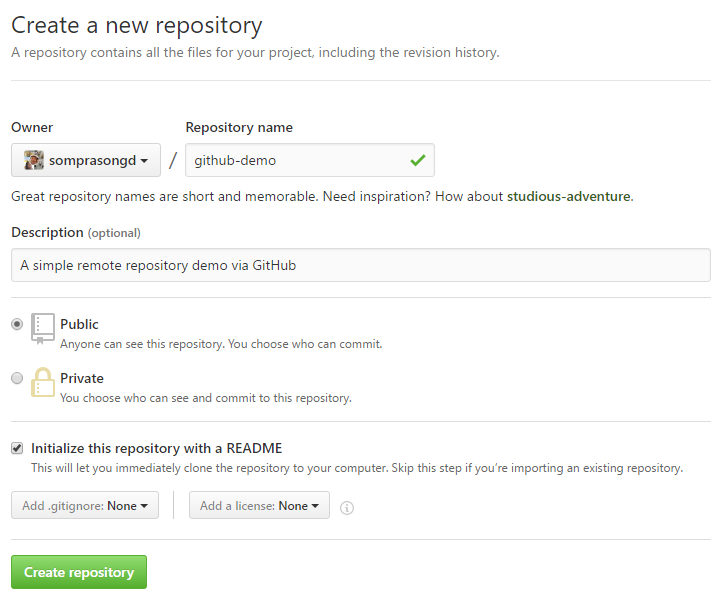 Create a new repository
A repository contains all the files for your project, including the revision history.
Owner
Repository name
somprasongd / github-demo
Great repository names are short and memorable. Need inspiration? How about studious-adventure.
Description (optional)
A simple remote repository demo via GitHub
Public
Anyone can see this repository. You choose who can commit.
Private
You choose who can see and commit to this repository.
Initialize this repository with a README
This will let you immediately clone the repository to your computer. Skip this step if you’re importing an existing repository.
Add .gitignore: None
Add a license: None
Create repository